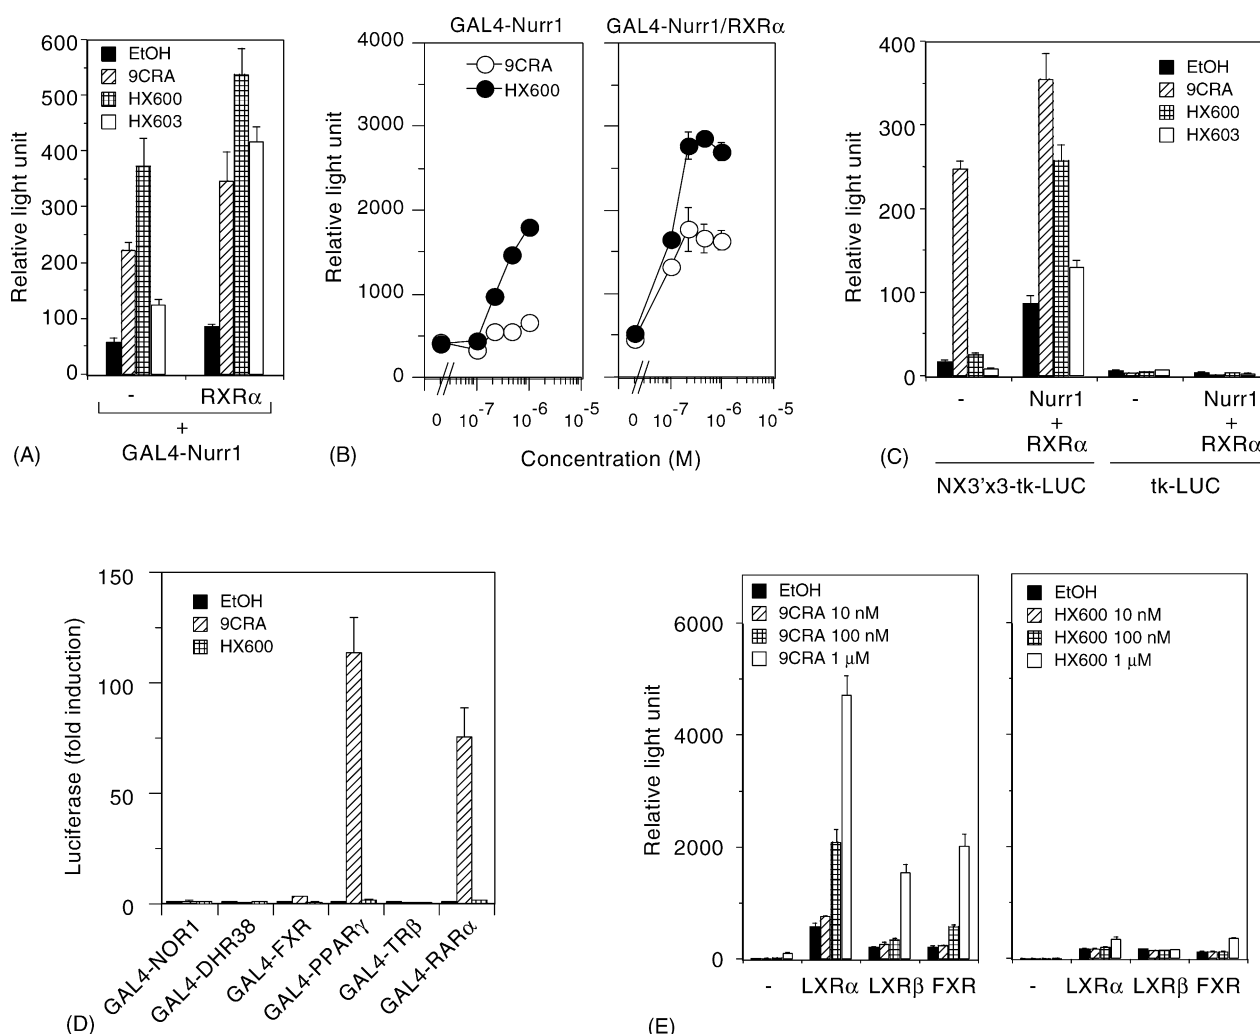 600
500
400
300
200
100
0
Relative light unit
EtOH
9CRA
HX600
HX603
-
RXRα
+
GAL4-Nurr1
(A)
GAL4-Nurr1
GAL4-Nurr1/RXRα
4000
3000
2000
1000
0
Relative light unit
9CRA
HX600
0 10-7 10-6 10-5
0 10-7 10-6 10-5
(B)
Concentration (M)
400
300
200
100
0
Relative light unit
EtOH
9CRA
HX600
HX603
- Nurr1 - Nurr1
+ +
RXRα RXRα
(C)
NX3'x3-tk-LUC tk-LUC
150
100
50
0
Luciferase (fold induction)
EtOH
9CRA
HX600
GAL4-NOR1
GAL4-DHR38
GAL4-FXR
GAL4-PPARγ
GAL4-TRβ
GAL4-RARα
(D)
6000
4000
2000
0
Relative light unit
EtOH
9CRA 10 nM
9CRA 100 nM
9CRA 1 μM
- LXRα LXRβ FXR
EtOH
HX600 10 nM
HX600 100 nM
HX600 1 μM
- LXRα LXRβ FXR
(E)